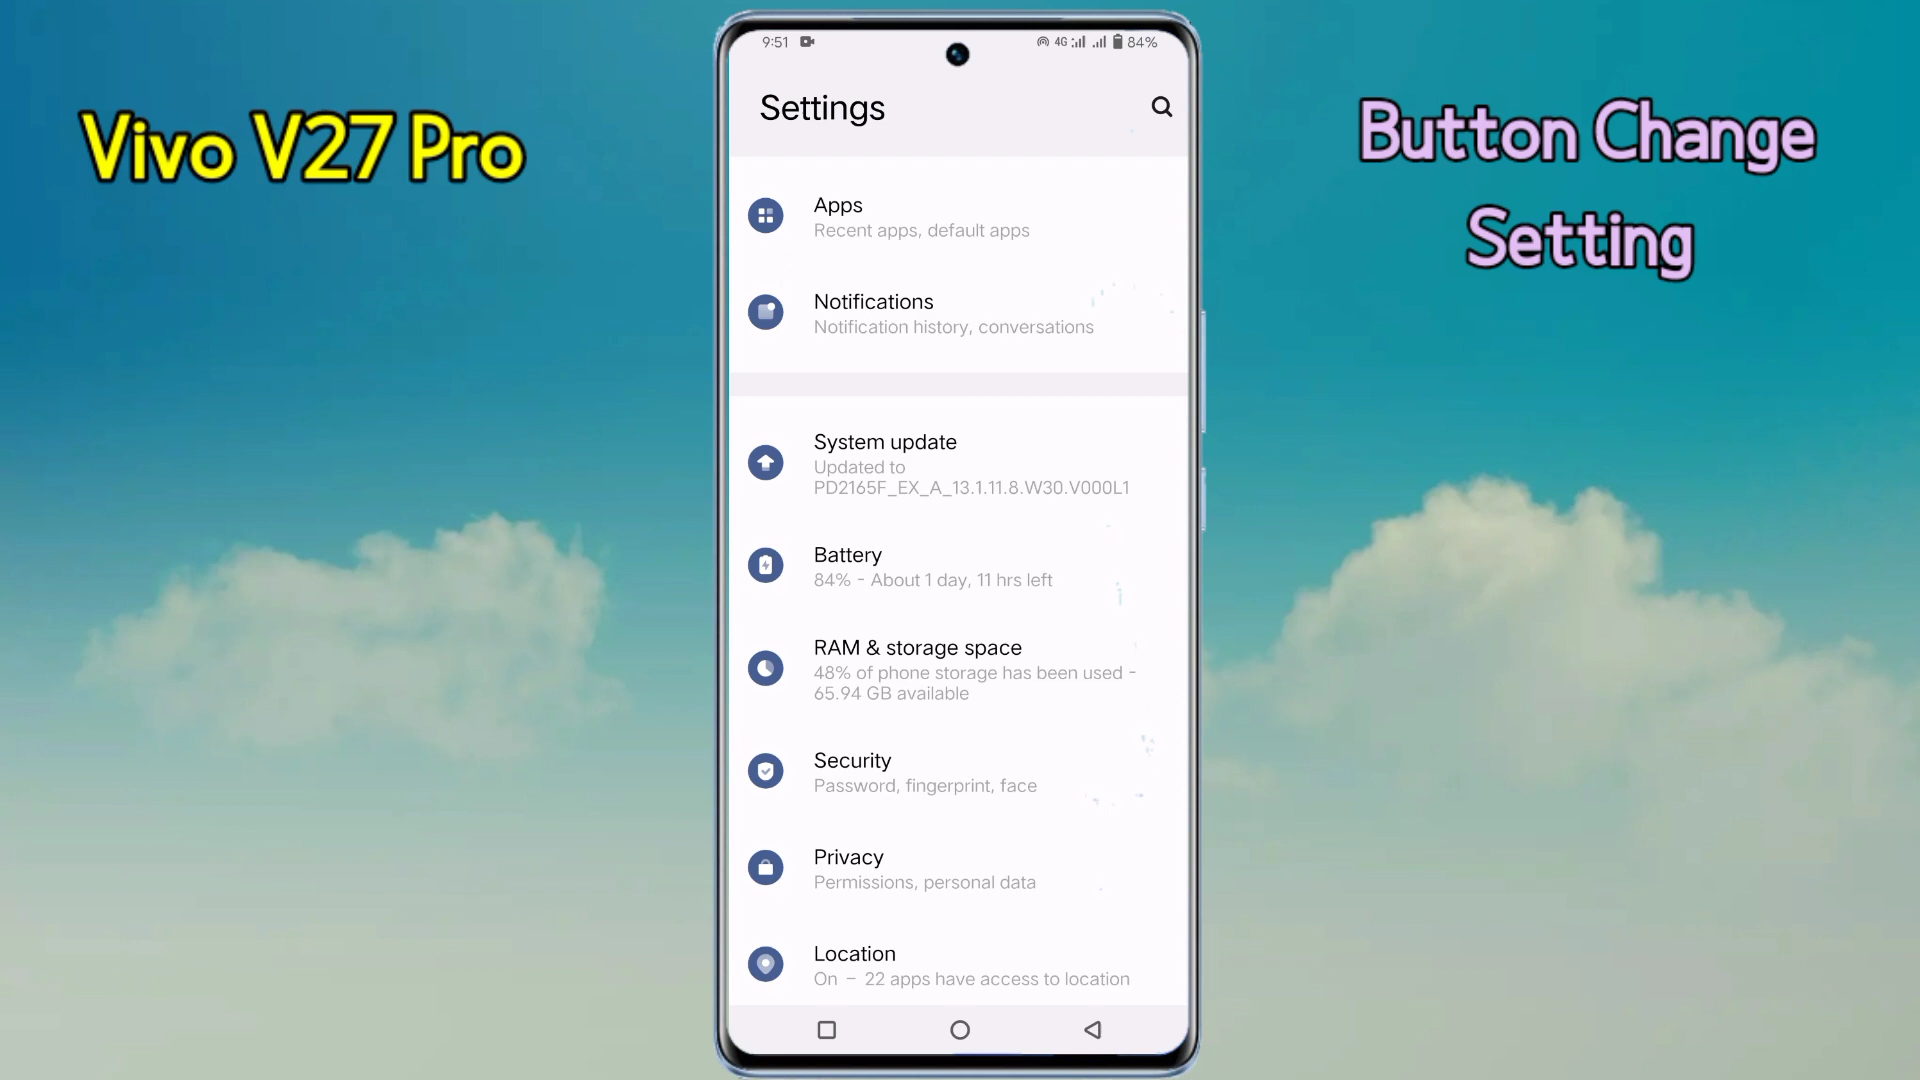 Vivo V27 Pro
Button Change
Setting
9:51
4G
84%
Settings
Apps
Recent apps, default apps
Notifications
Notification history, conversations
System update
Updated to
PD2165F_EX_A_13.1.11.8.W30.V000L1
Battery
84% - About 1 day, 11 hrs left
RAM & storage space
48% of phone storage has been used -
65.94 GB available
Security
Password, fingerprint, face
Privacy
Permissions, personal data
Location
On – 22 apps have access to location